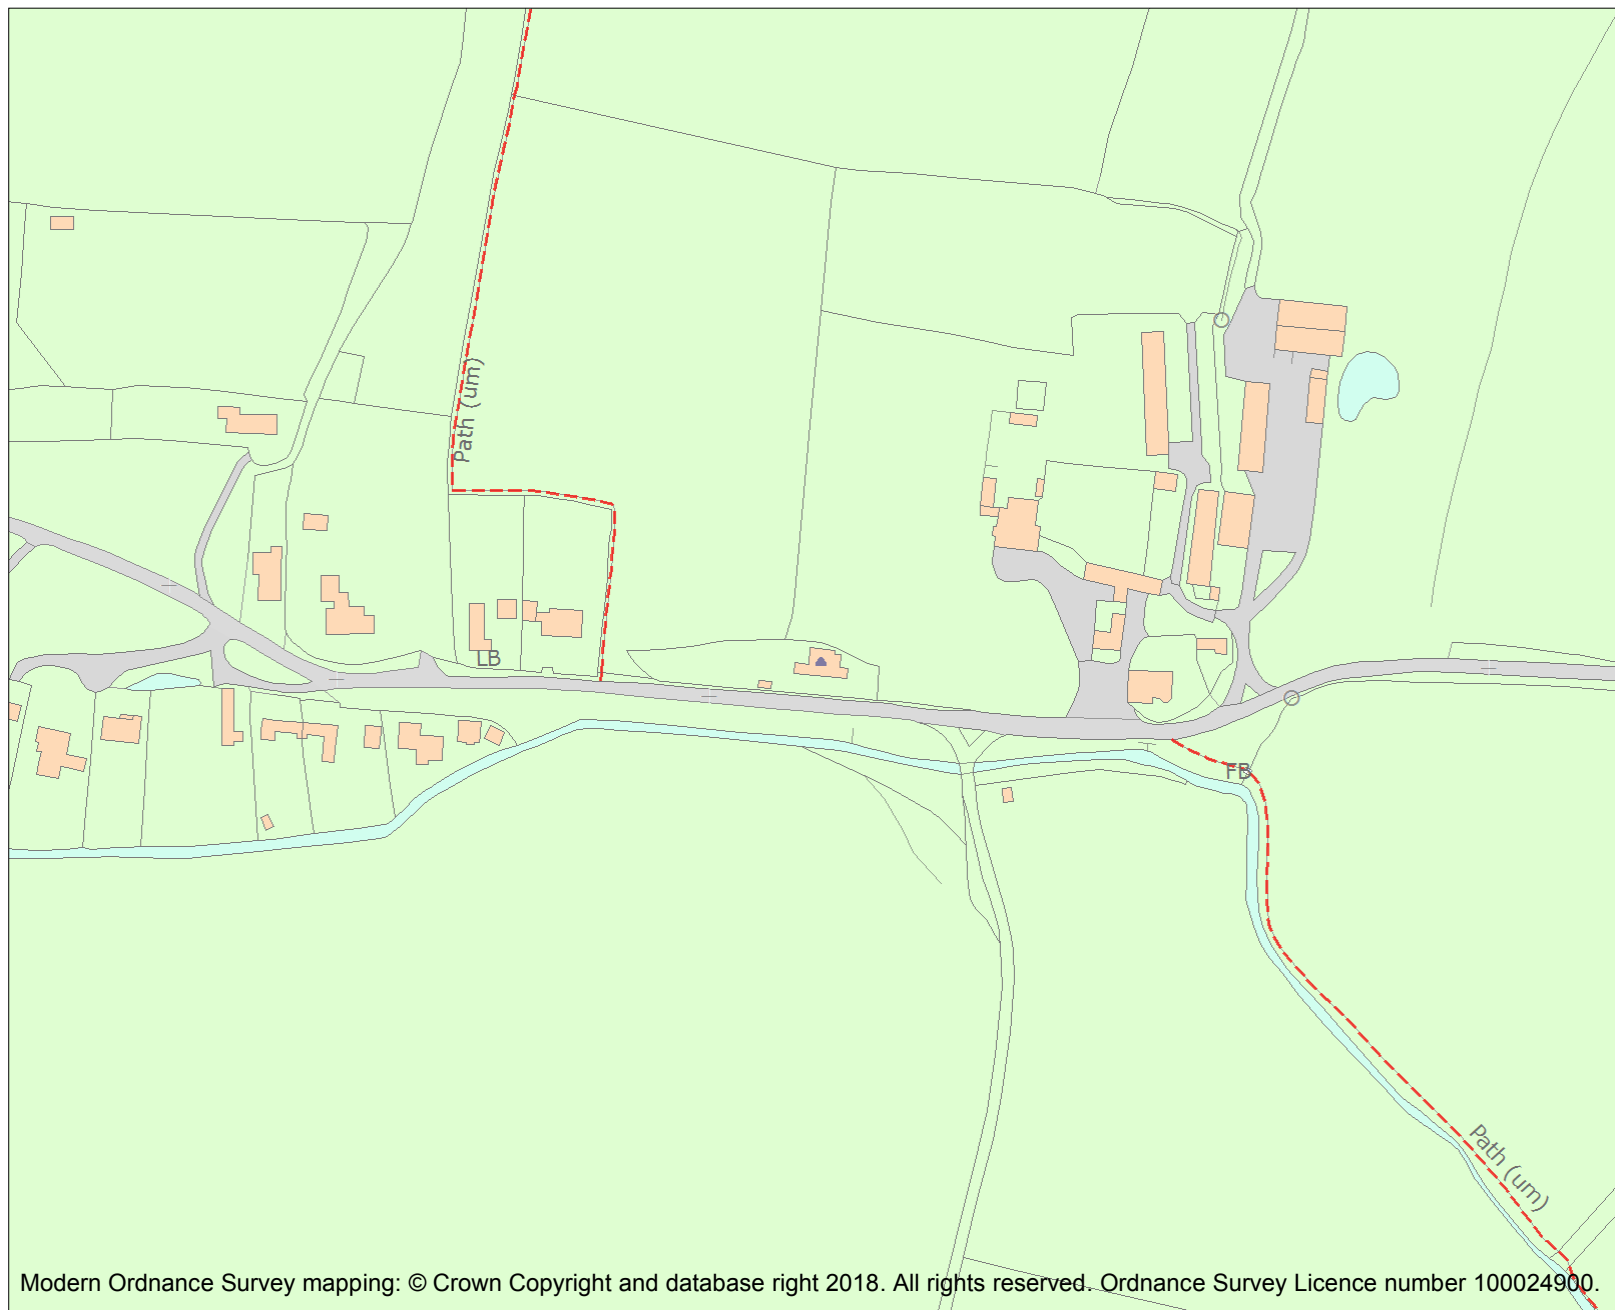 Path (um)
LB
FB
Path (um)
Modern Ordnance Survey mapping: © Crown Copyright and database right 2018. All rights reserved. Ordnance Survey Licence number 100024900.